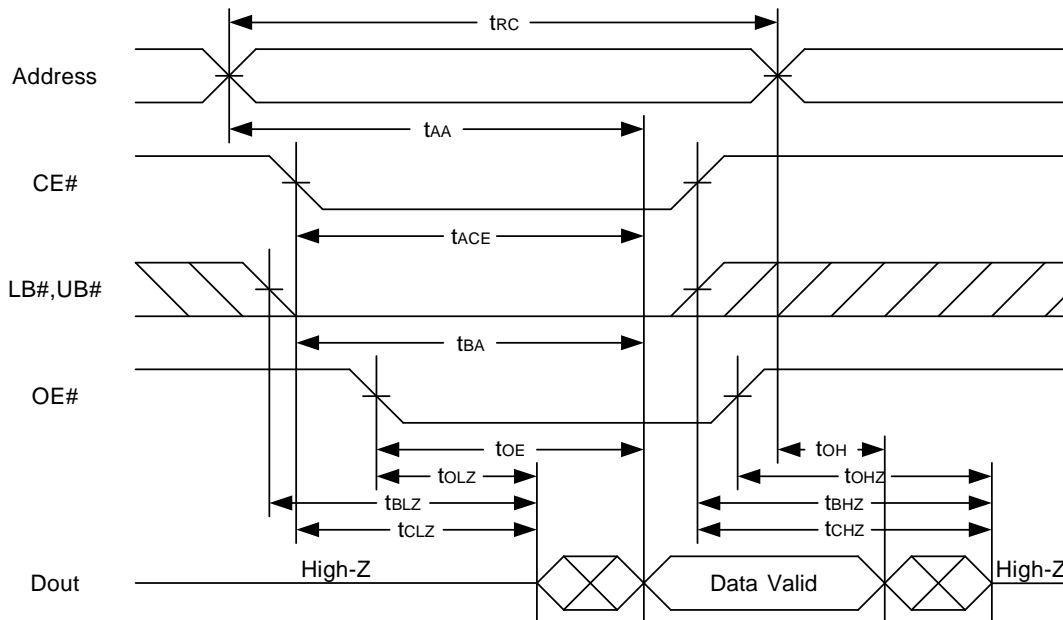 tRC
Address
tAA
CE#
tACE
LB#,UB#
tBA
OE#
tOE
tOH
tOLZ
tOHZ
tBLZ
tBHZ
tCLZ
tCHZ
Dout
High-Z
Data Valid
High-Z